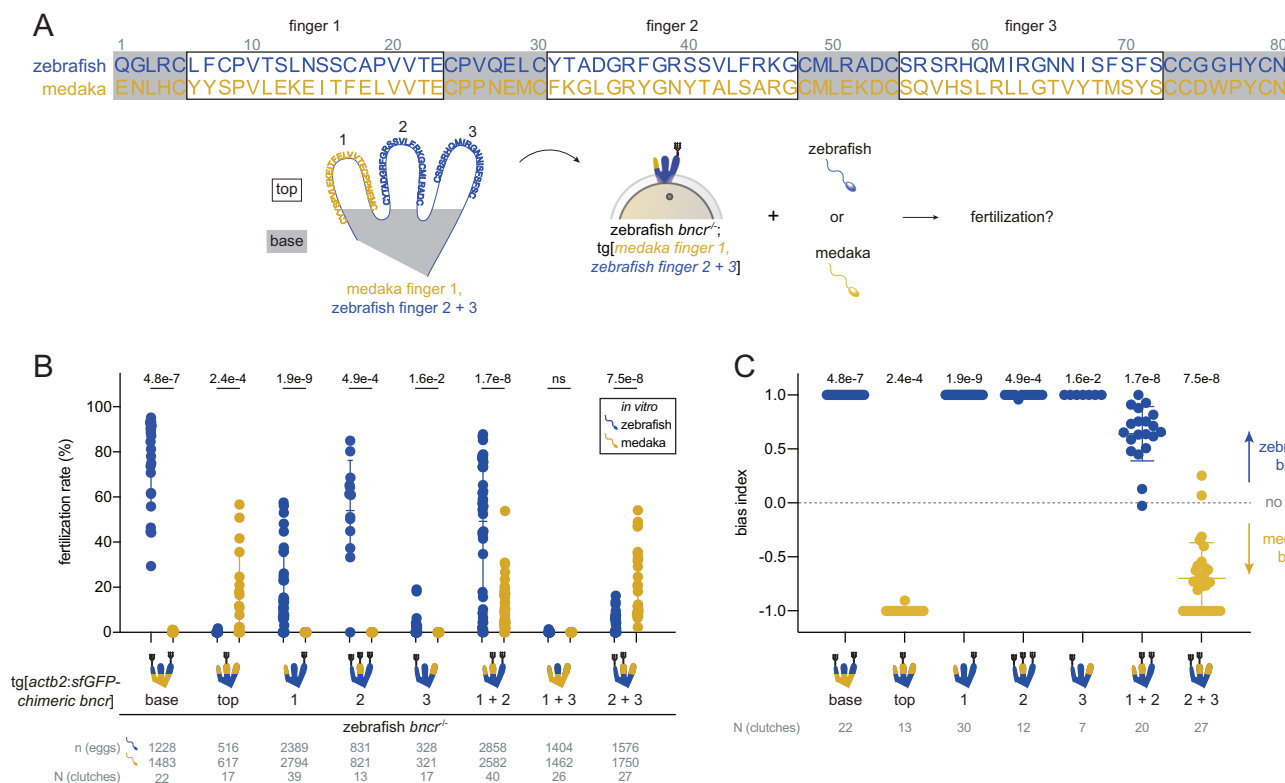 A
finger 1 finger 2 finger 3
1 10 20 30 40 50 60 70 80
zebrafish QGLRCLFCPVTSLNSSCAPVVTECPVQELCYTADGRFGRSSVLFRKGCMLRADCSRSRHQMIRGNNISFSFSCCGGHYCN
medaka ENLHCYYSPVLEKEITFELVVTECPPNEMCFKGLGRYGNYTALSARGCMLEKDCSQVHSLRLLGTVYTMSYSCCDWPYCN
1 2 3
top
base
medaka finger 1,
zebrafish finger 2 + 3
zebrafish bncr-/-;
tg[medaka finger 1,
zebrafish finger 2 + 3]
+
zebrafish
or
medaka
fertilization?
B
4.8e-7 2.4e-4 1.9e-9 4.9e-4 1.6e-2 1.7e-8 ns 7.5e-8
in vitro
zebrafish
medaka
fertilization rate (%)
100
80
60
40
20
0
tg[actb2:sfGFP-
chimeric bncr]
base top 1 2 3 1 + 2 1 + 3 2 + 3
zebrafish bncr-/-
n (eggs) 1228 516 2389 831 328 2858 1404 1576
1483 617 2794 821 321 2582 1462 1750
N (clutches) 22 17 39 13 17 40 26 27
C
4.8e-7 2.4e-4 1.9e-9 4.9e-4 1.6e-2 1.7e-8 7.5e-8
bias index
1.0
0.5
0.0
-0.5
-1.0
no
base top 1 2 3 1 + 2 2 + 3
N (clutches) 22 13 30 12 7 20 27